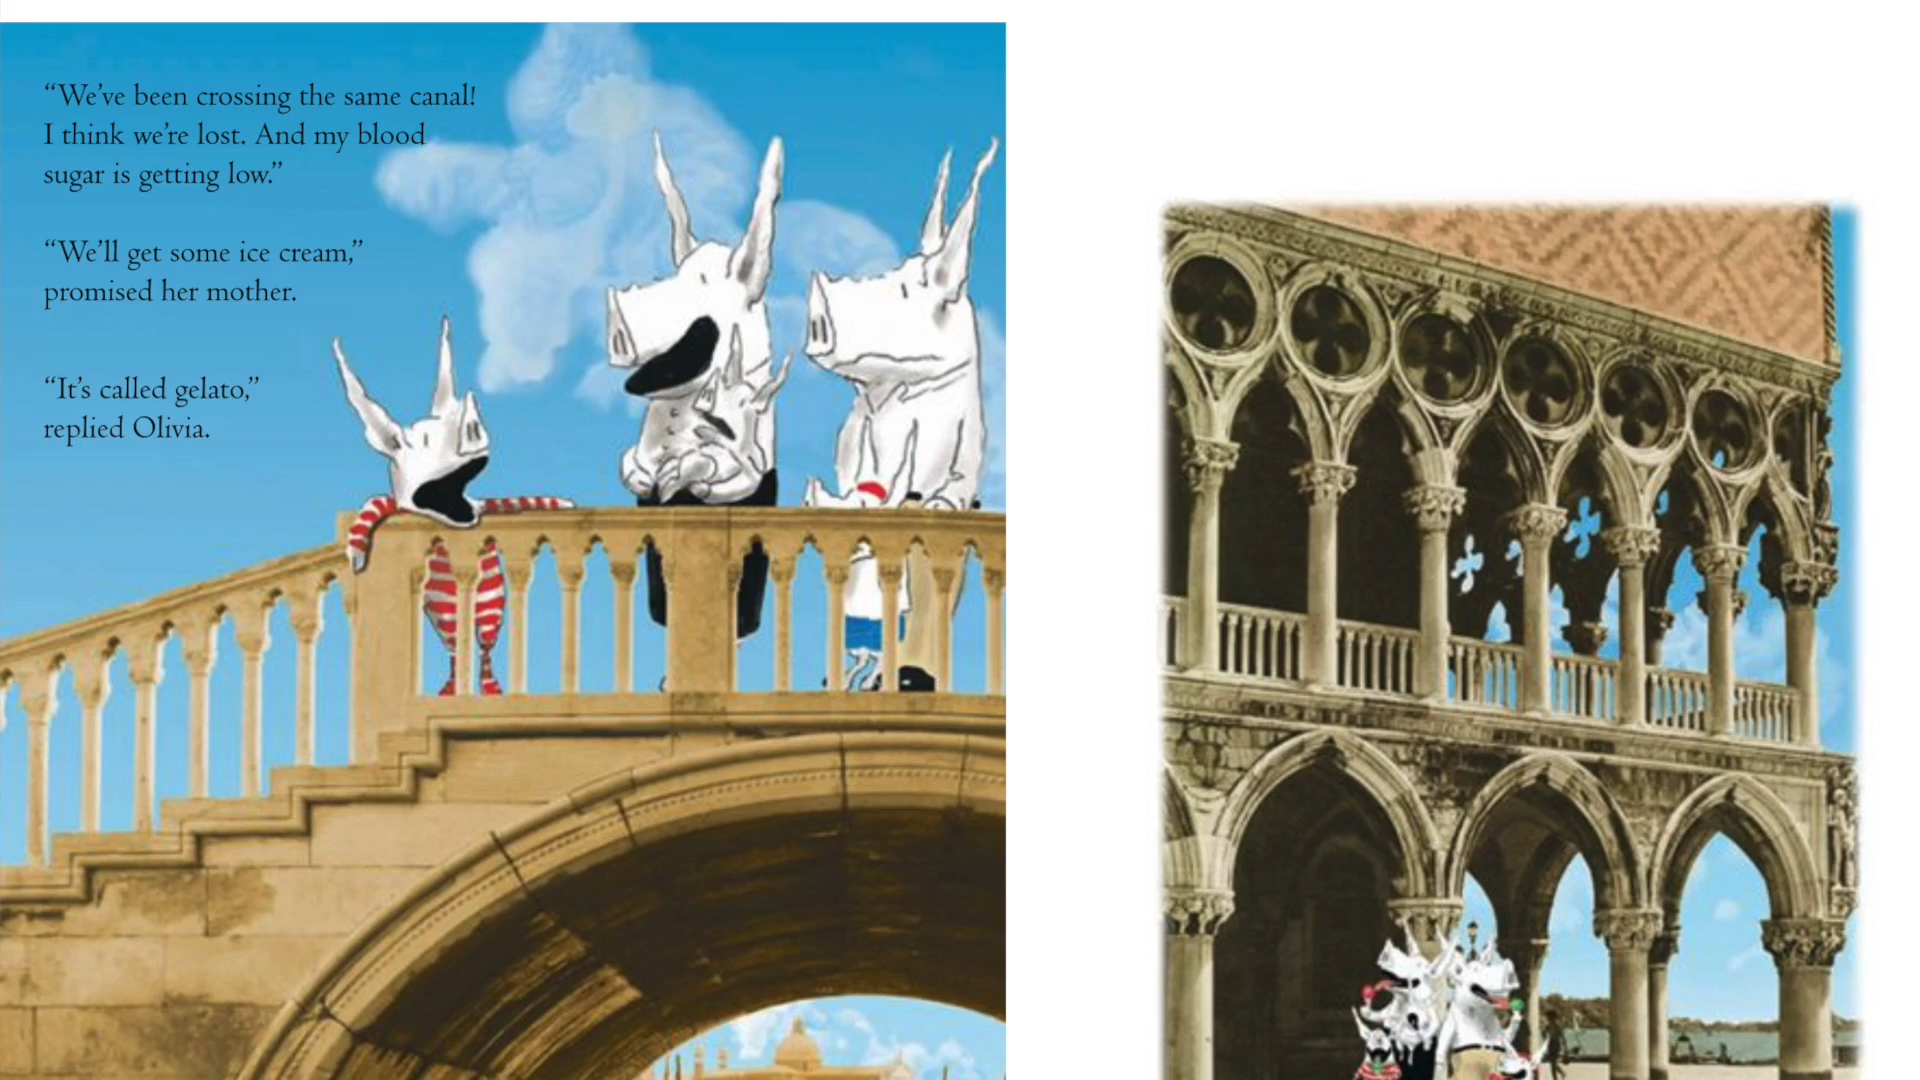 “We’ve been crossing the same canal!
I think we’re lost. And my blood
sugar is getting low.”
“We’ll get some ice cream,”
promised her mother.
“It’s called gelato,”
replied Olivia.